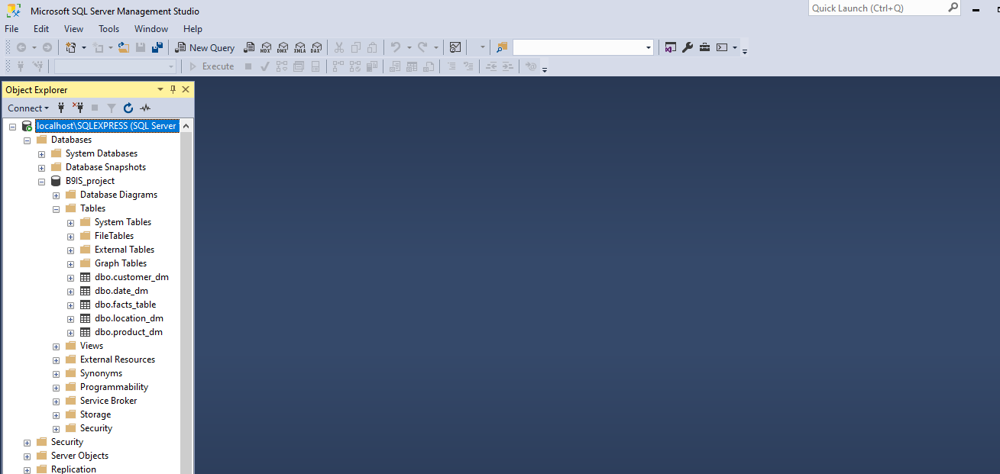 Microsoft SQL Server Management Studio
Quick Launch (Ctrl+Q)
File Edit View Tools Window Help
New Query MDX DMX XMLA DAX
Execute
Object Explorer
Connect
localhost\SQLEXPRESS (SQL Server
Databases
System Databases
Database Snapshots
B9IS_project
Database Diagrams
Tables
System Tables
FileTables
External Tables
Graph Tables
dbo.customer_dm
dbo.date_dm
dbo.facts_table
dbo.location_dm
dbo.product_dm
Views
External Resources
Synonyms
Programmability
Service Broker
Storage
Security
Security
Server Objects
Replication